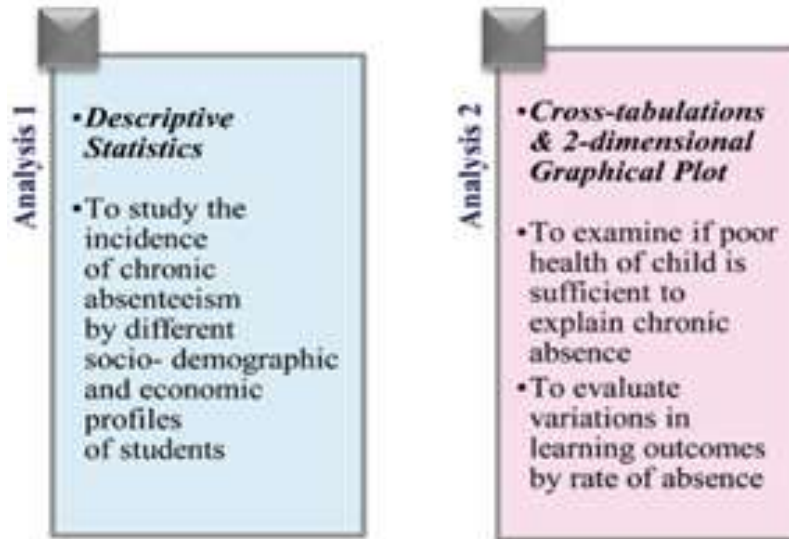 Analysis 1
•Descriptive
Statistics
•To study the
incidence
of chronic
absenteeism
by different
socio- demographic
and economic
profiles
of students
Analysis 2
•Cross-tabulations
& 2-dimensional
Graphical Plot
•To examine if poor
health of child is
sufficient to
explain chronic
absence
•To evaluate
variations in
learning outcomes
by rate of absence